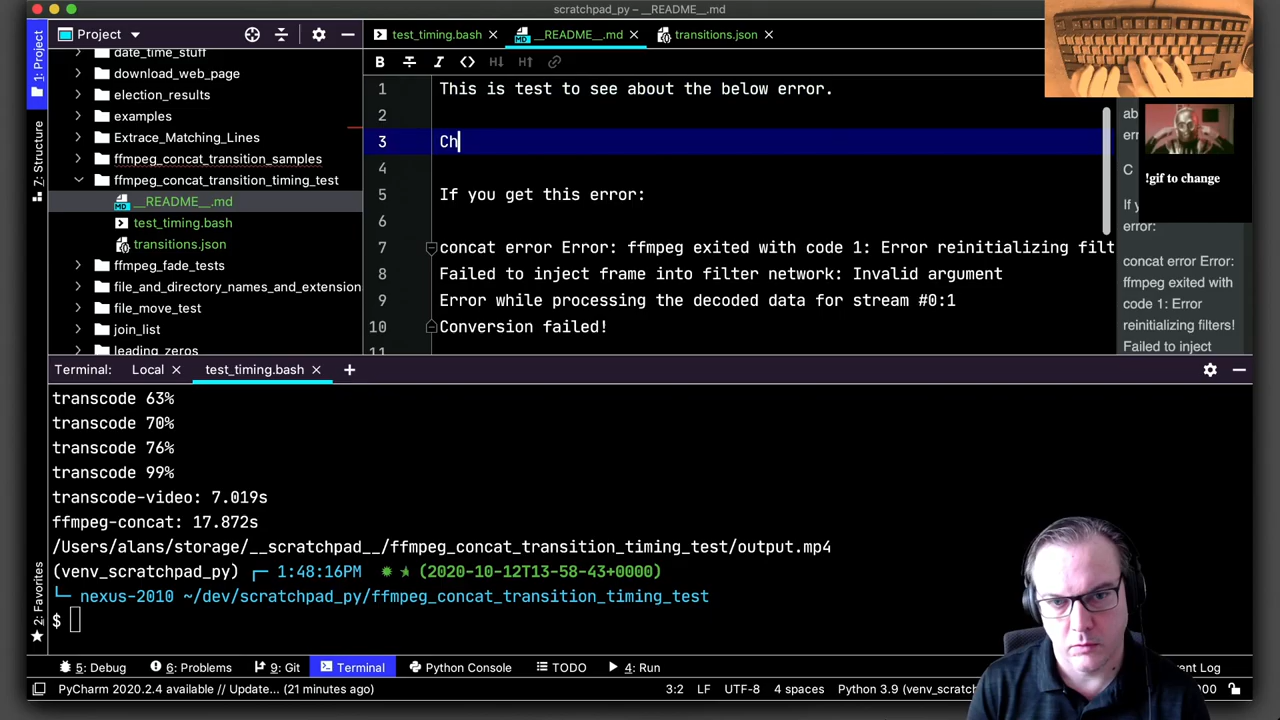 scratchpad_py – __README__.md
Project
test_timing.bash
__README__.md
transitions.json
1: Project
Z: Structure
2: Favorites
date_time_stuff
download_web_page
election_results
examples
Extrace_Matching_Lines
ffmpeg_concat_transition_samples
ffmpeg_concat_transition_timing_test
__README__.md
test_timing.bash
transitions.json
ffmpeg_fade_tests
file_and_directory_names_and_extension
file_move_test
join_list
leading_zeros
B I <> H↓ H↑
1 This is test to see about the below error.
2
3 Ch
4
5 If you get this error:
6
7 concat error Error: ffmpeg exited with code 1: Error reinitializing filt
8 Failed to inject frame into filter network: Invalid argument
9 Error while processing the decoded data for stream #0:1
10 Conversion failed!
11
ab
err
C
If y
error:
concat error Error:
ffmpeg exited with
code 1: Error
reinitializing filters!
Failed to inject
!gif to change
Terminal: Local test_timing.bash +
transcode 63%
transcode 70%
transcode 76%
transcode 99%
transcode-video: 7.019s
ffmpeg-concat: 17.872s
/Users/alans/storage/__scratchpad__/ffmpeg_concat_transition_timing_test/output.mp4
(venv_scratchpad_py) ┌─ 1:48:16PM (2020-10-12T13-58-43+0000)
└─ nexus-2010 ~/dev/scratchpad_py/ffmpeg_concat_transition_timing_test
$
5: Debug 6: Problems 9: Git Terminal Python Console TODO 4: Run nt Log
PyCharm 2020.2.4 available // Update... (21 minutes ago) 3:2 LF UTF-8 4 spaces Python 3.9 (venv_scratch 000